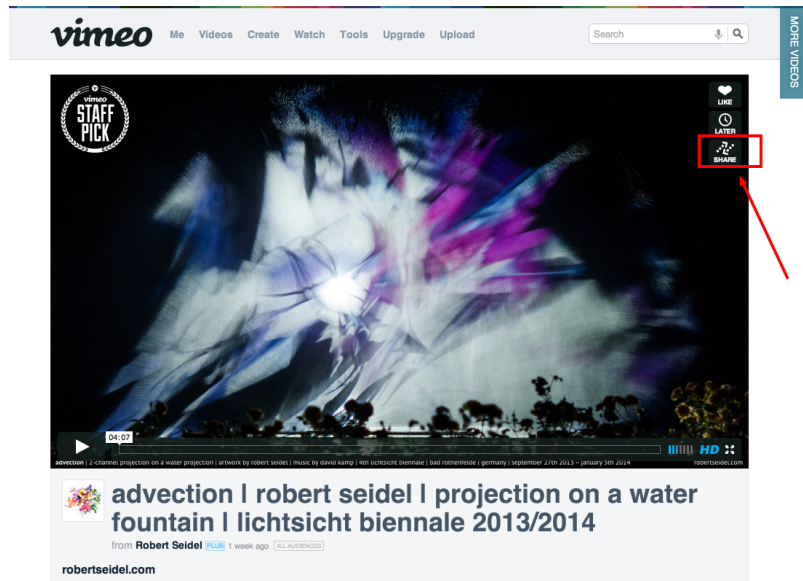 vimeo Me Videos Create Watch Tools Upgrade Upload Search
MORE VIDEOS
vimeo
STAFF
PICK
LIKE
LATER
SHARE
04:07
HD
advection | 2-channel projection on a water projection | artwork by robert seidel | music by david kamp | 4th lichtsicht biennale | bad rothenfelde | germany | september 27th 2013 – january 5th 2014 robertseidel.com
advection | robert seidel | projection on a water
fountain | lichtsicht biennale 2013/2014
from Robert Seidel PLUS 1 week ago ALL AUDIENCES
robertseidel.com